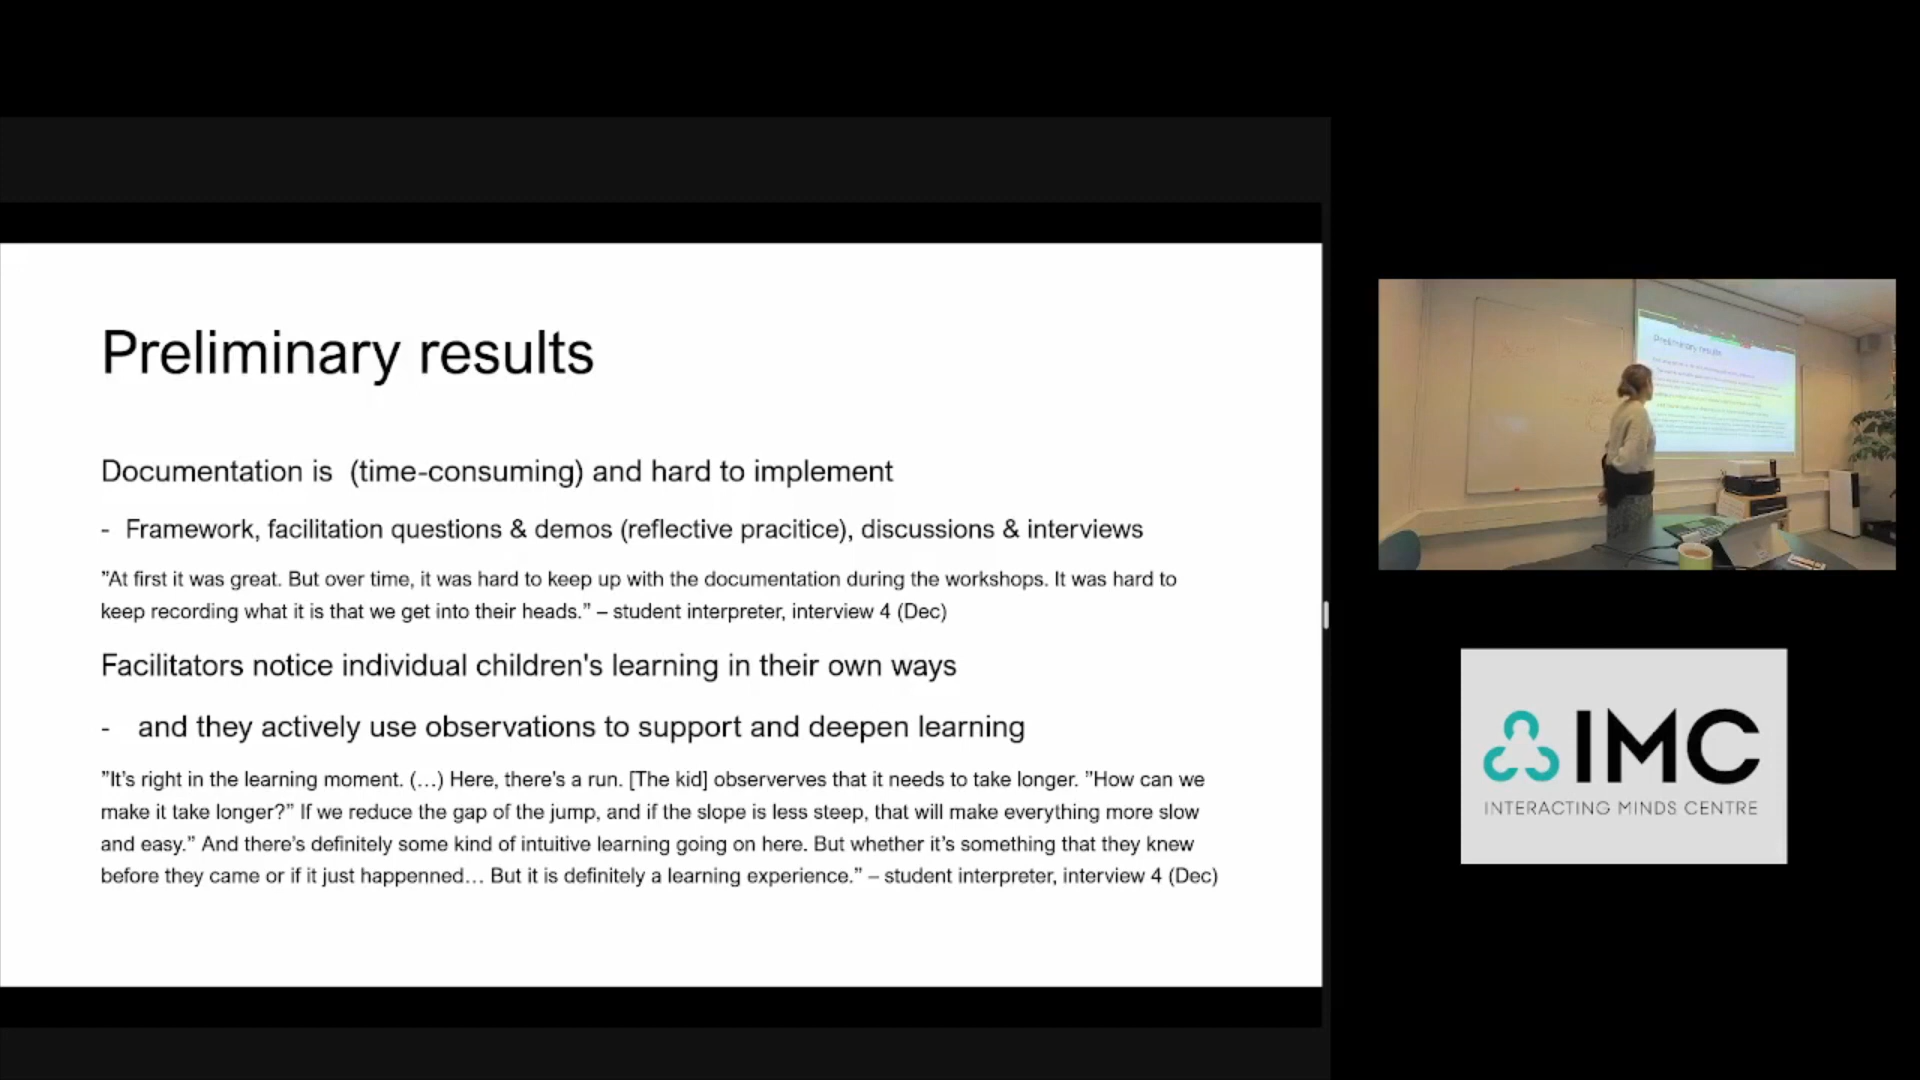 Preliminary results
Documentation is (time-consuming) and hard to implement
- Framework, facilitation questions & demos (reflective pracitice), discussions & interviews
”At first it was great. But over time, it was hard to keep up with the documentation during the workshops. It was hard to
keep recording what it is that we get into their heads.” – student interpreter, interview 4 (Dec)
Facilitators notice individual children's learning in their own ways
- and they actively use observations to support and deepen learning
”It’s right in the learning moment. (…) Here, there’s a run. [The kid] observerves that it needs to take longer. ”How can we
make it take longer?” If we reduce the gap of the jump, and if the slope is less steep, that will make everything more slow
and easy.” And there’s definitely some kind of intuitive learning going on here. But whether it’s something that they knew
before they came or if it just happenned… But it is definitely a learning experience.” – student interpreter, interview 4 (Dec)
Preliminary results
IMC
INTERACTING MINDS CENTRE